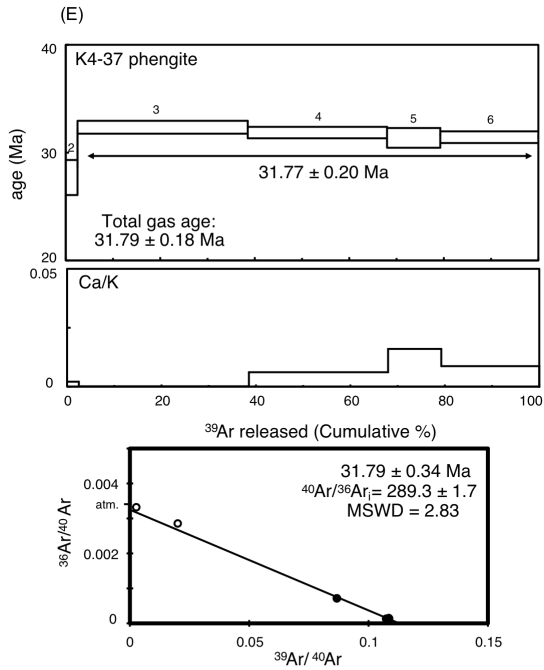 (E)
40
K4-37 phengite
2
3
4
5
6
age (Ma)
30
31.77 ± 0.20 Ma
Total gas age:
31.79 ± 0.18 Ma
20
0.05
Ca/K
0
0 20 40 60 80 100
³⁹Ar released (Cumulative %)
31.79 ± 0.34 Ma
⁴⁰Ar/³⁶Arᵢ= 289.3 ± 1.7
MSWD = 2.83
0.004
atm.
³⁶Ar/⁴⁰Ar
0.002
0
0 0.05 0.1 0.15
³⁹Ar/⁴⁰Ar